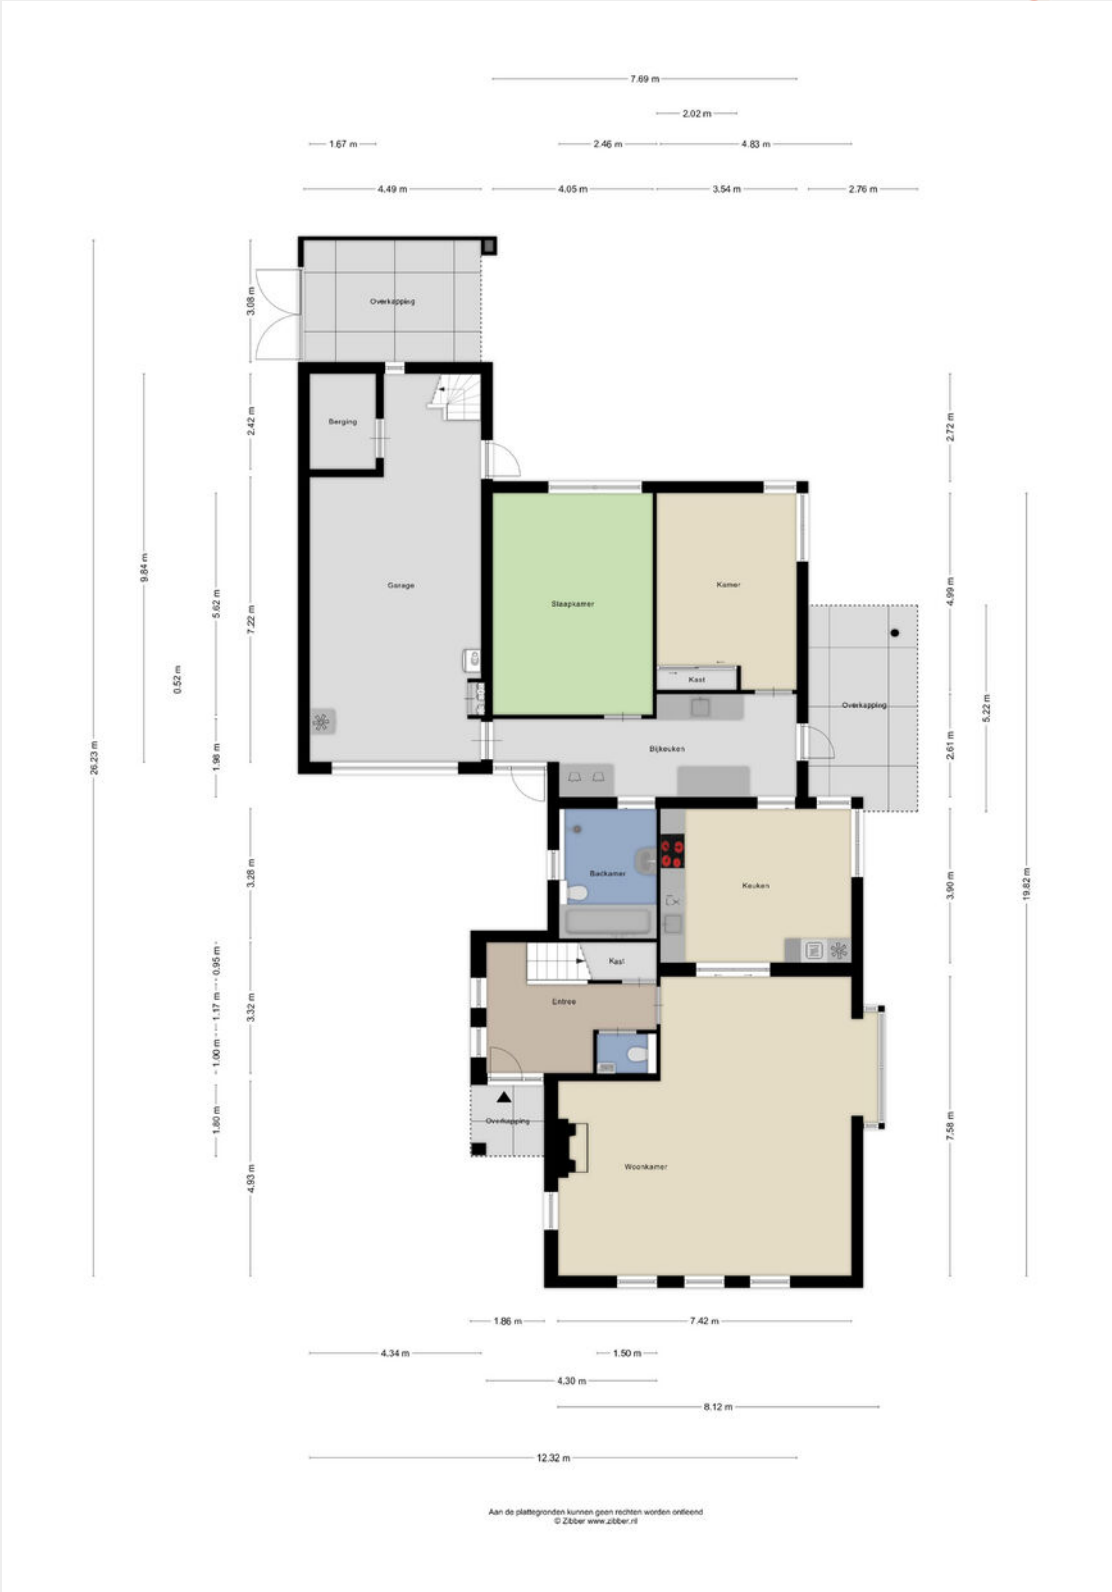 7.69 m
2.02 m
1.67 m
2.46 m
4.83 m
4.49 m
4.05 m
3.54 m
2.76 m
Overkapping
3.08 m
2.42 m
2.72 m
Berging
9.84 m
5.62 m
7.22 m
Garage
Slaapkamer
Kamer
4.99 m
0.52 m
Kast
Overkapping
5.22 m
26.23 m
1.98 m
Bijkeuken
2.61 m
3.28 m
Badkamer
Keuken
3.90 m
19.82 m
0.95 m
Kast
1.17 m
3.32 m
Entree
1.00 m
1.80 m
Overkapping
7.58 m
4.93 m
Woonkamer
1.86 m
7.42 m
4.34 m
1.50 m
4.30 m
8.12 m
12.32 m
Aan de plattegronden kunnen geen rechten worden ontleend
© Zibber www.zibber.nl